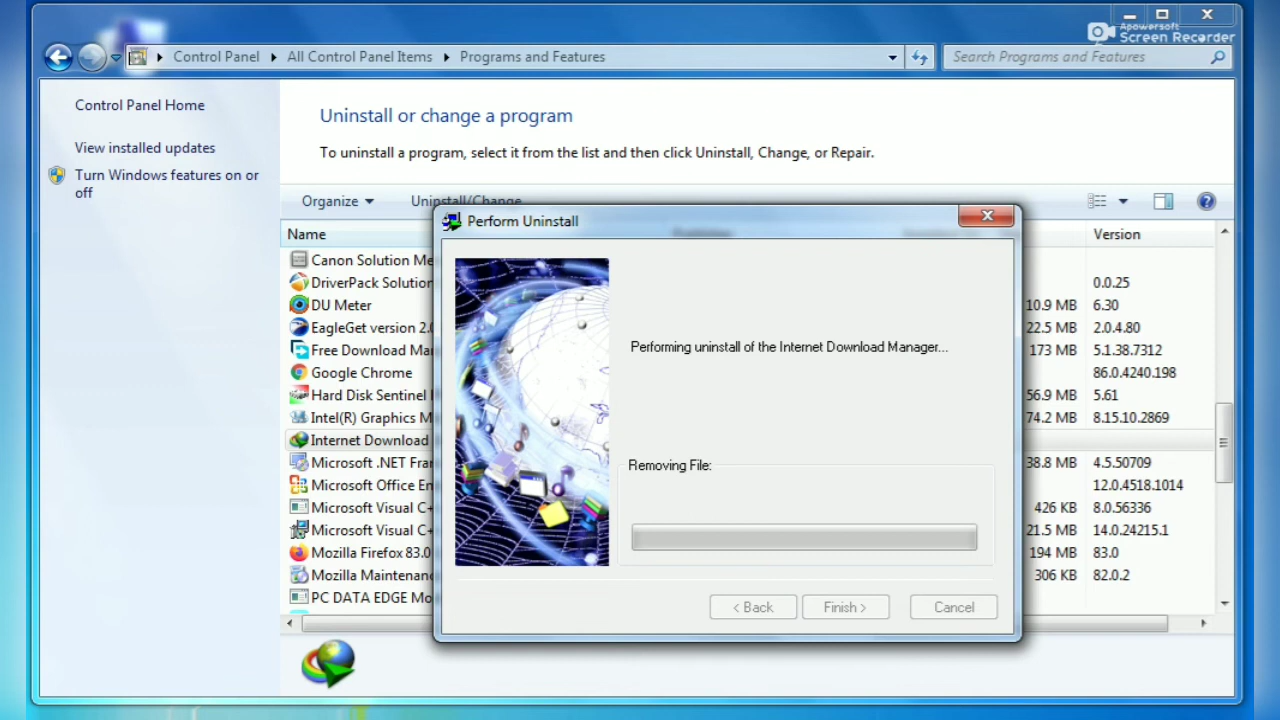 Apowersoft
Screen Recorder
Control Panel
All Control Panel Items
Programs and Features
Search Programs and Features
Control Panel Home
View installed updates
Turn Windows features on or
off
Uninstall or change a program
To uninstall a program, select it from the list and then click Uninstall, Change, or Repair.
Organize
Uninstall/Change
Name
Version
Canon Solution Me
DriverPack Solution 0.0.25
DU Meter 10.9 MB 6.30
EagleGet version 2.0 22.5 MB 2.0.4.80
Free Download Ma 173 MB 5.1.38.7312
Google Chrome 86.0.4240.198
Hard Disk Sentinel 56.9 MB 5.61
Intel(R) Graphics M 74.2 MB 8.15.10.2869
Internet Download
Microsoft .NET Fra 38.8 MB 4.5.50709
Microsoft Office En 12.0.4518.1014
Microsoft Visual C+ 426 KB 8.0.56336
Microsoft Visual C+ 21.5 MB 14.0.24215.1
Mozilla Firefox 83.0 194 MB 83.0
Mozilla Maintenanc 306 KB 82.0.2
PC DATA EDGE Mo
Perform Uninstall
Performing uninstall of the Internet Download Manager...
Removing File:
< Back
Finish >
Cancel